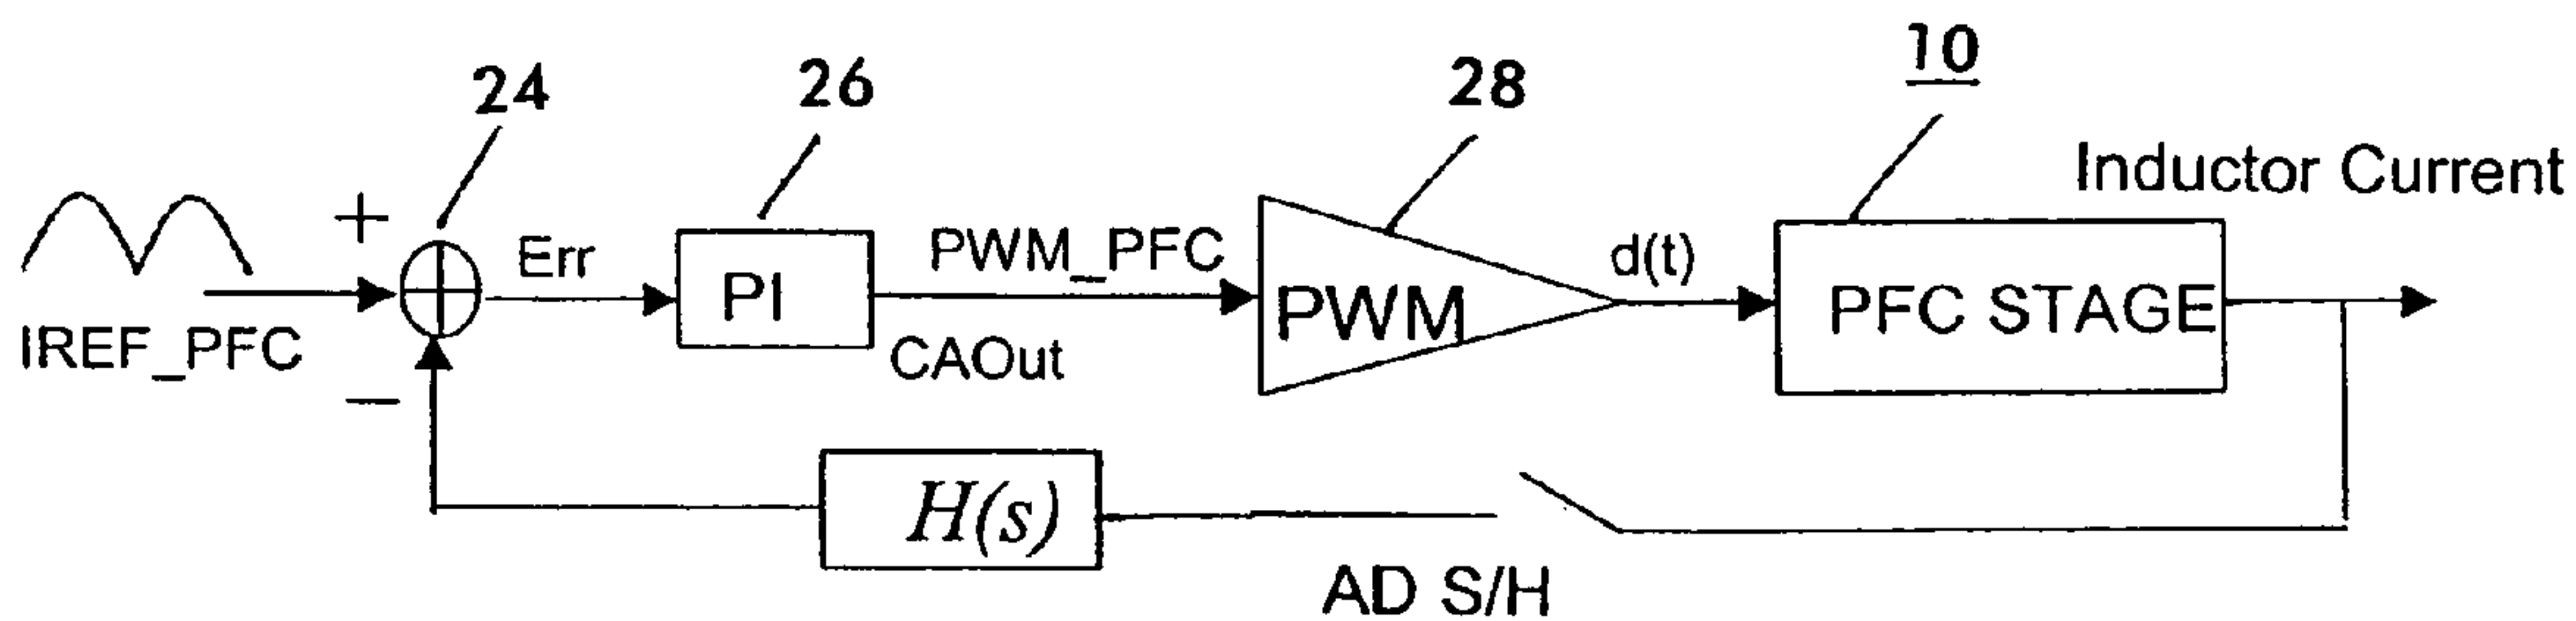 24
26
28
10
Inductor Current
+
Err
PWM_PFC
d(t)
PI
PWM
PFC STAGE
IREF_PFC
CAOut
−
H(s)
AD S/H